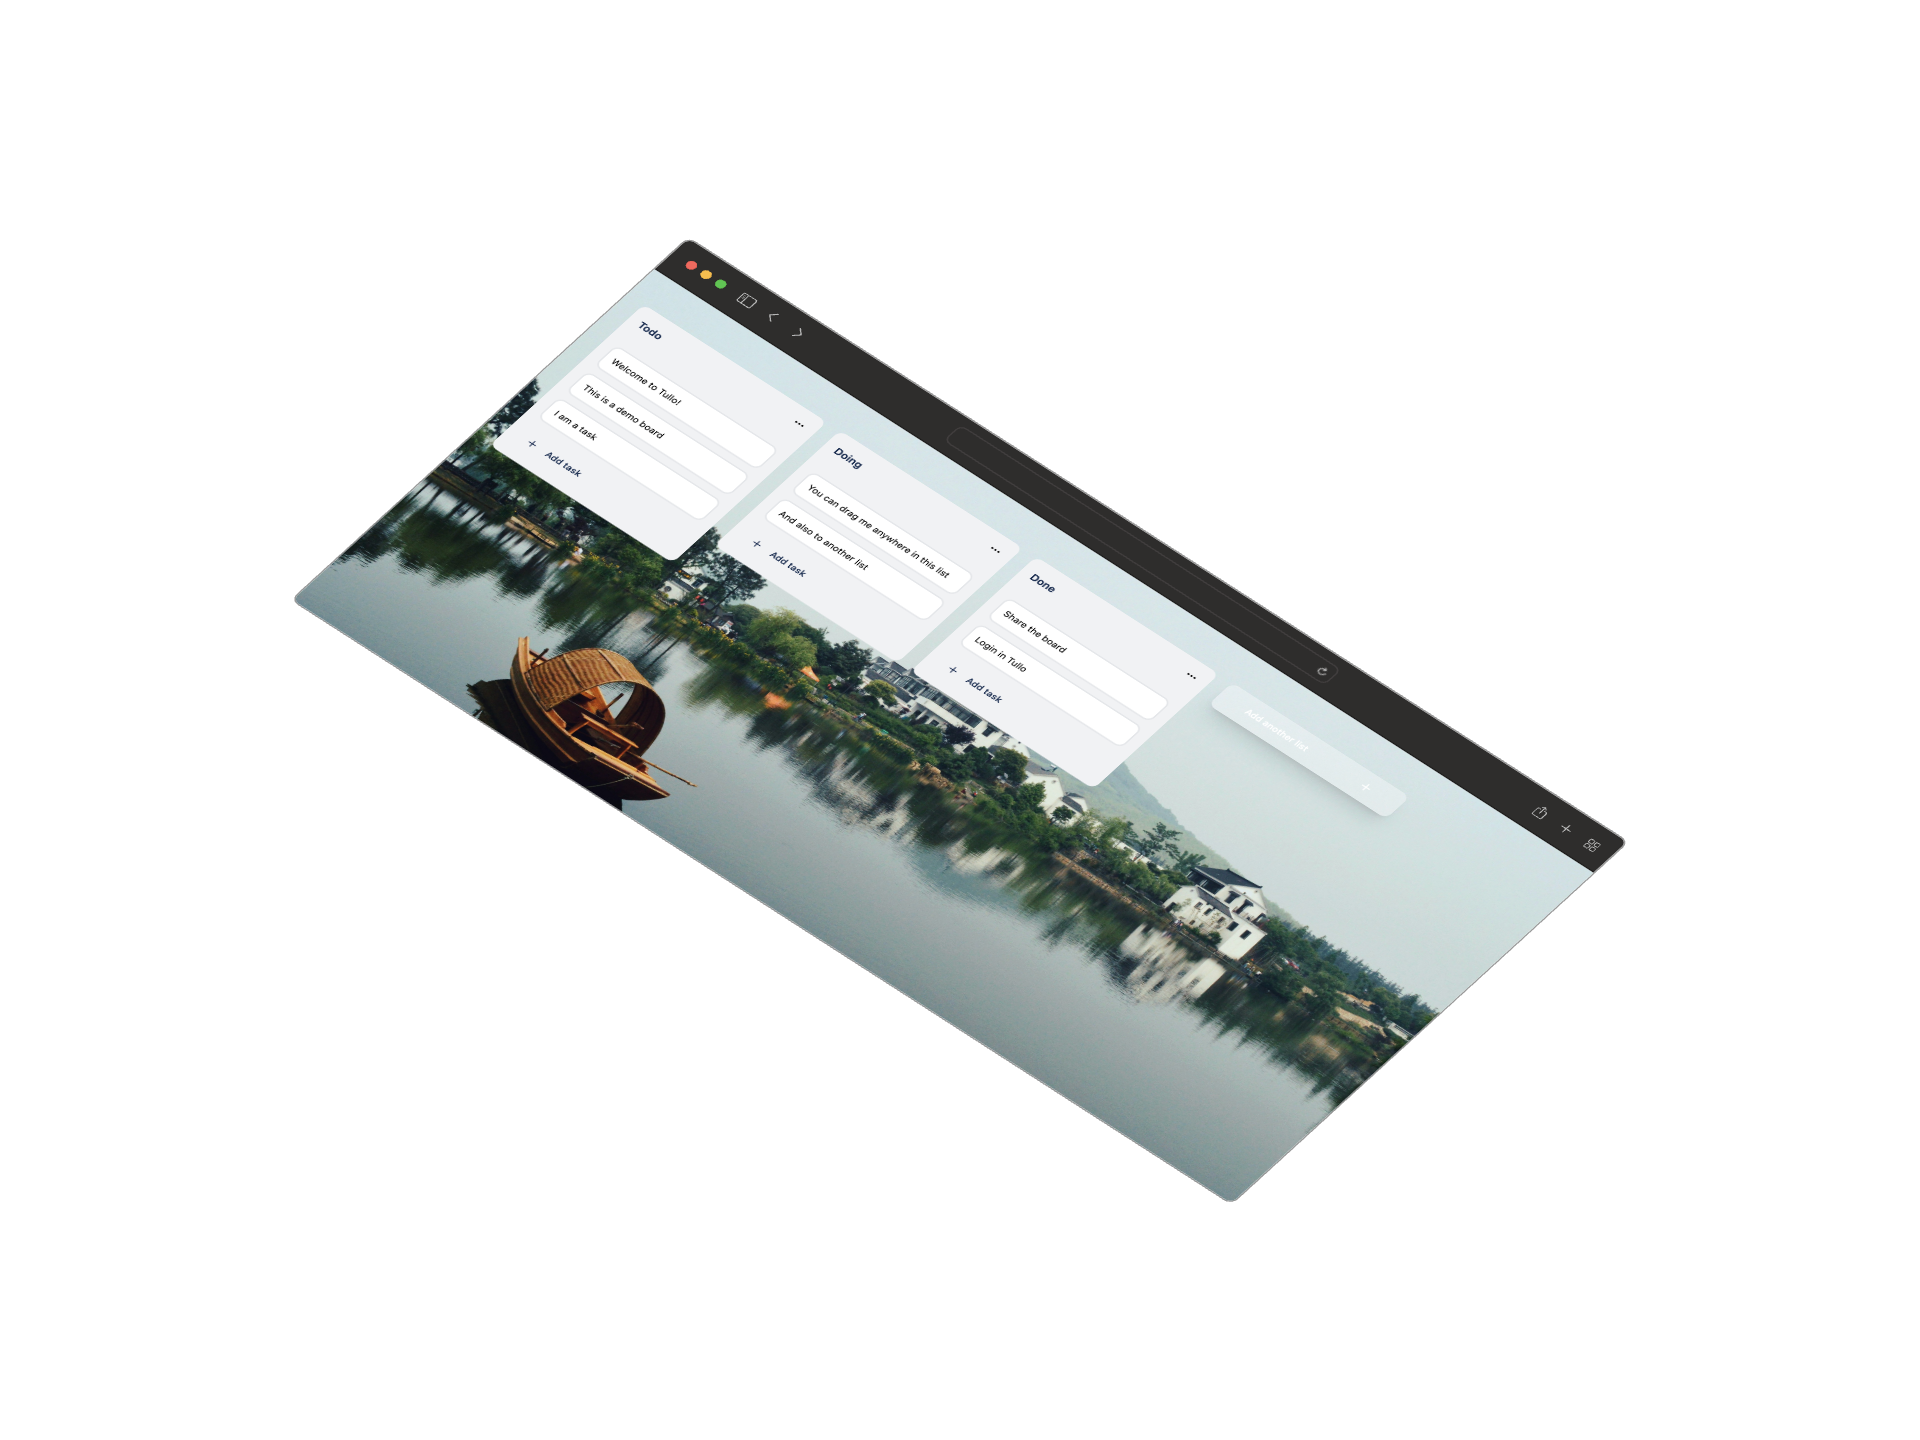 Todo
Welcome to Tullo!
This is a demo board
I am a task
+ Add task
Doing
You can drag me anywhere in this list
And also to another list
+ Add task
Done
Share the board
Login in Tullo
+ Add task
Add another list +